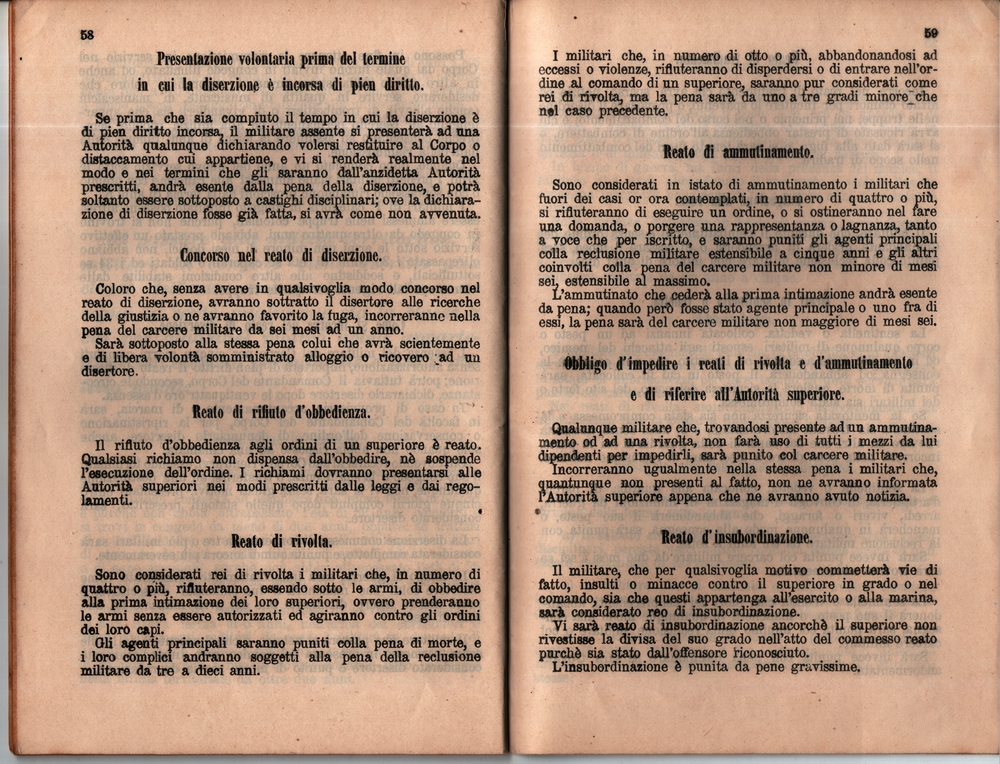 58
Presentazione volontaria prima del termine
in cui la diserzione è incorsa di pien diritto.
Se prima che sia compiuto il tempo in cui la diserzione è
di pien diritto incorsa, il militare assente si presenterà ad una
Autorità qualunque dichiarando volersi restituire al Corpo o
distaccamento cui appartiene, e vi si renderà realmente nel
modo e nei termini che gli saranno dall'anzidetta Autorità
prescritti, andrà esente dalla pena della diserzione, e potrà
soltanto essere sottoposto a castighi disciplinari; ove la dichiara-
zione di diserzione fosse già fatta, si avrà come non avvenuta.
Concorso nel reato di diserzione.
Coloro che, senza avere in qualsivoglia modo concorso nel
reato di diserzione, avranno sottratto il disertore alle ricerche
della giustizia o ne avranno favorito la fuga, incorreranno nella
pena del carcere militare da sei mesi ad un anno.
Sarà sottoposto alla stessa pena colui che avrà scientemente
e di libera volontà somministrato alloggio o ricovero ad un
disertore.
Reato di rifiuto d'obbedienza.
Il rifiuto d'obbedienza agli ordini di un superiore è reato.
Qualsiasi richiamo non dispensa dall'obbedire, nè sospende
l'esecuzione dell'ordine. I richiami dovranno presentarsi alle
Autorità superiori nei modi prescritti dalle leggi e dai rego-
lamenti.
Reato di rivolta.
Sono considerati rei di rivolta i militari che, in numero di
quattro o più, rifiuteranno, essendo sotto le armi, di obbedire
alla prima intimazione dei loro superiori, ovvero prenderanno
le armi senza essere autorizzati ed agiranno contro gli ordini
dei loro capi.
Gli agenti principali saranno puniti colla pena di morte, e
i loro complici andranno soggetti alla pena della reclusione
militare da tre a dieci anni.
59
I militari che, in numero di otto o più, abbandonandosi ad
eccessi o violenze, rifiuteranno di disperdersi o di entrare nell'or-
dine al comando di un superiore, saranno pur considerati come
rei di rivolta, ma la pena sarà da uno a tre gradi minore che
nel caso precedente.
Reato di ammutinamento.
Sono considerati in istato di ammutinamento i militari che
fuori dei casi or ora contemplati, in numero di quattro o più,
si rifiuteranno di eseguire un ordine, o si ostineranno nel fare
una domanda, o porgere una rappresentanza o lagnanza, tanto
a voce che per iscritto, e saranno puniti gli agenti principali
colla reclusione militare estensibile a cinque anni e gli altri
coinvolti colla pena del carcere militare non minore di mesi
sei, estensibile al massimo.
L'ammutinato che cederà alla prima intimazione andrà esente
da pena; quando però fosse stato agente principale o uno fra di
essi, la pena sarà del carcere militare non maggiore di mesi sei.
Obbligo d'impedire i reati di rivolta e d'ammutinamento
e di riferire all'Autorità superiore.
Qualunque militare che, trovandosi presente ad un ammutina-
mento od ad una rivolta, non farà uso di tutti i mezzi da lui
dipendenti per impedirli, sarà punito col carcere militare.
Incorreranno ugualmente nella stessa pena i militari che,
quantunque non presenti al fatto, non ne avranno informata
l'Autorità superiore appena che ne avranno avuto notizia.
Reato d'insubordinazione.
Il militare, che per qualsivoglia motivo commetterà vie di
fatto, insulti o minacce contro il superiore in grado o nel
comando, sia che questi appartenga all'esercito o alla marina,
sarà considerato reo di insubordinazione.
Vi sarà reato di insubordinazione ancorchè il superiore non
rivestisse la divisa del suo grado nell'atto del commesso reato
purchè sia stato dall'offensore riconosciuto.
L'insubordinazione è punita da pene gravissime.